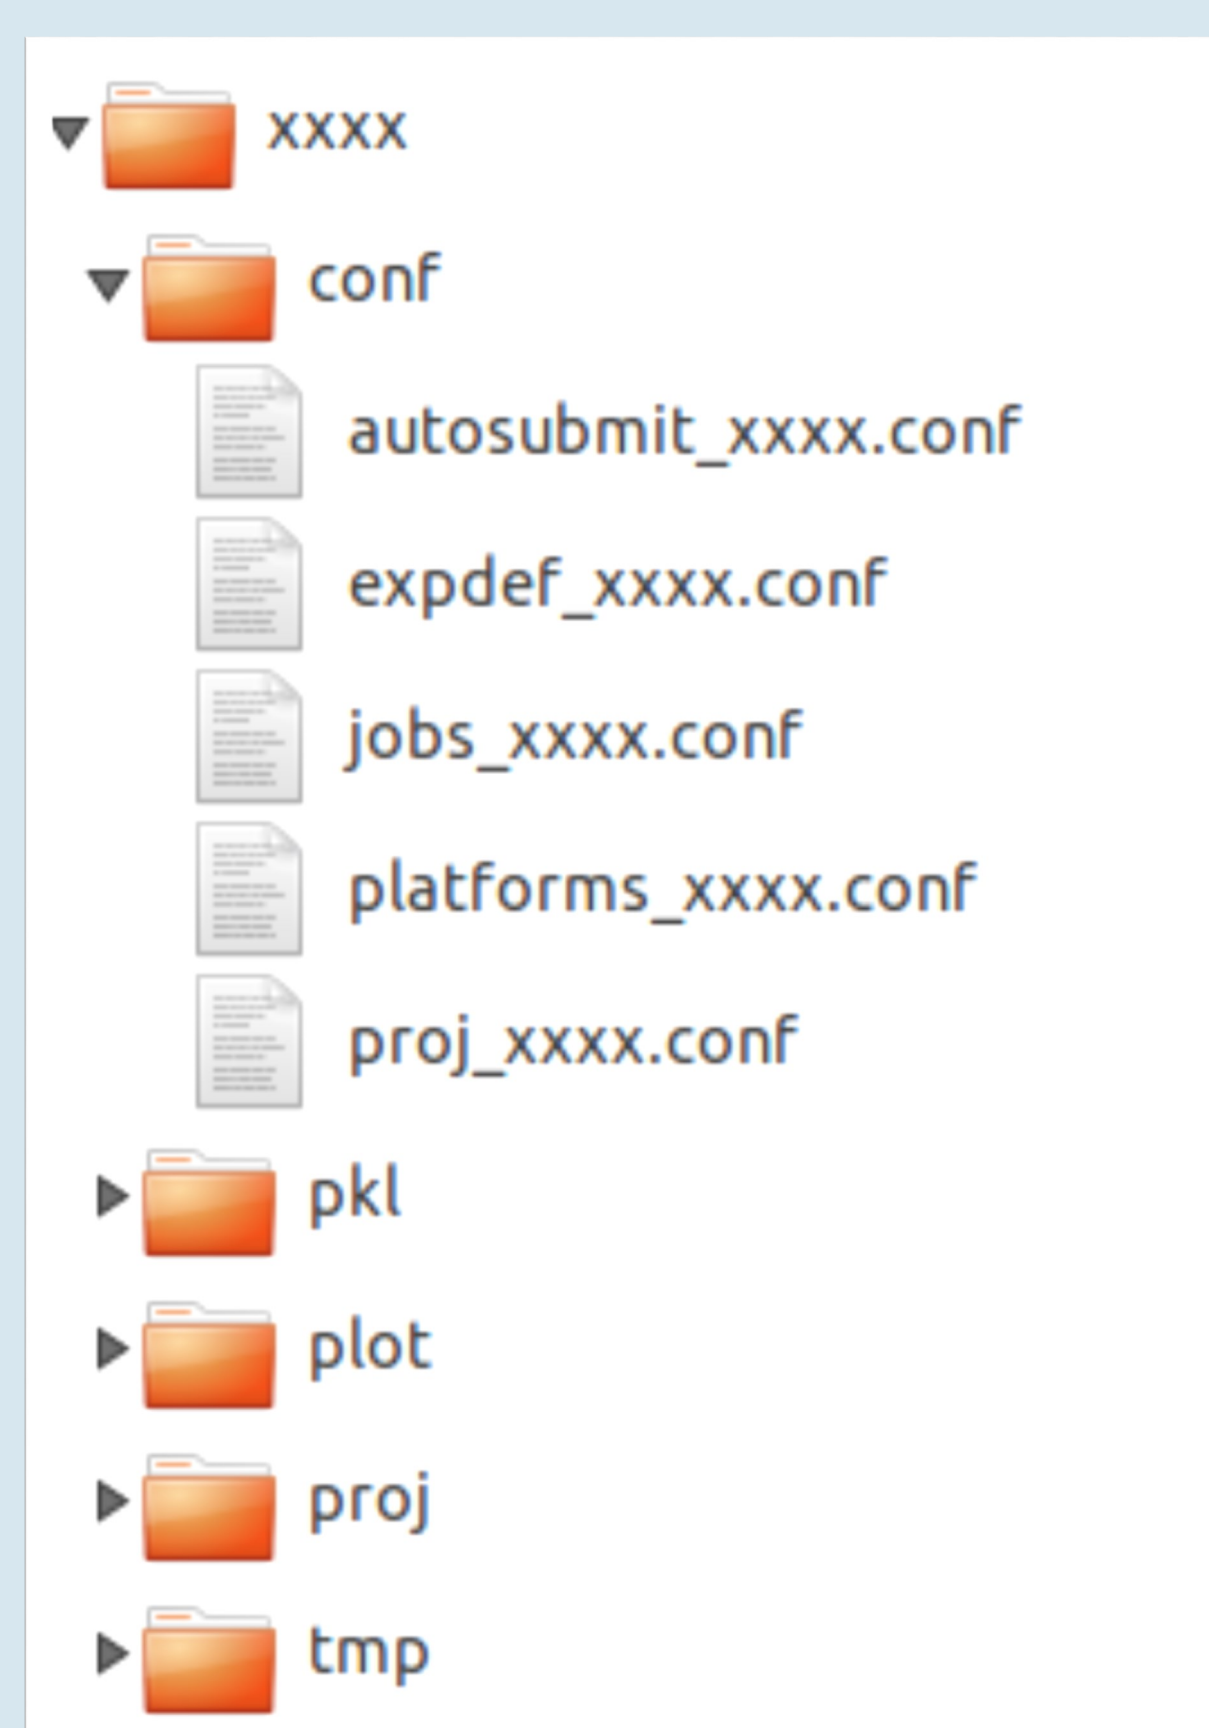 xxxx
conf
autosubmit_xxxx.conf
expdef_xxxx.conf
jobs_xxxx.conf
platforms_xxxx.conf
proj_xxxx.conf
pkl
plot
proj
tmp